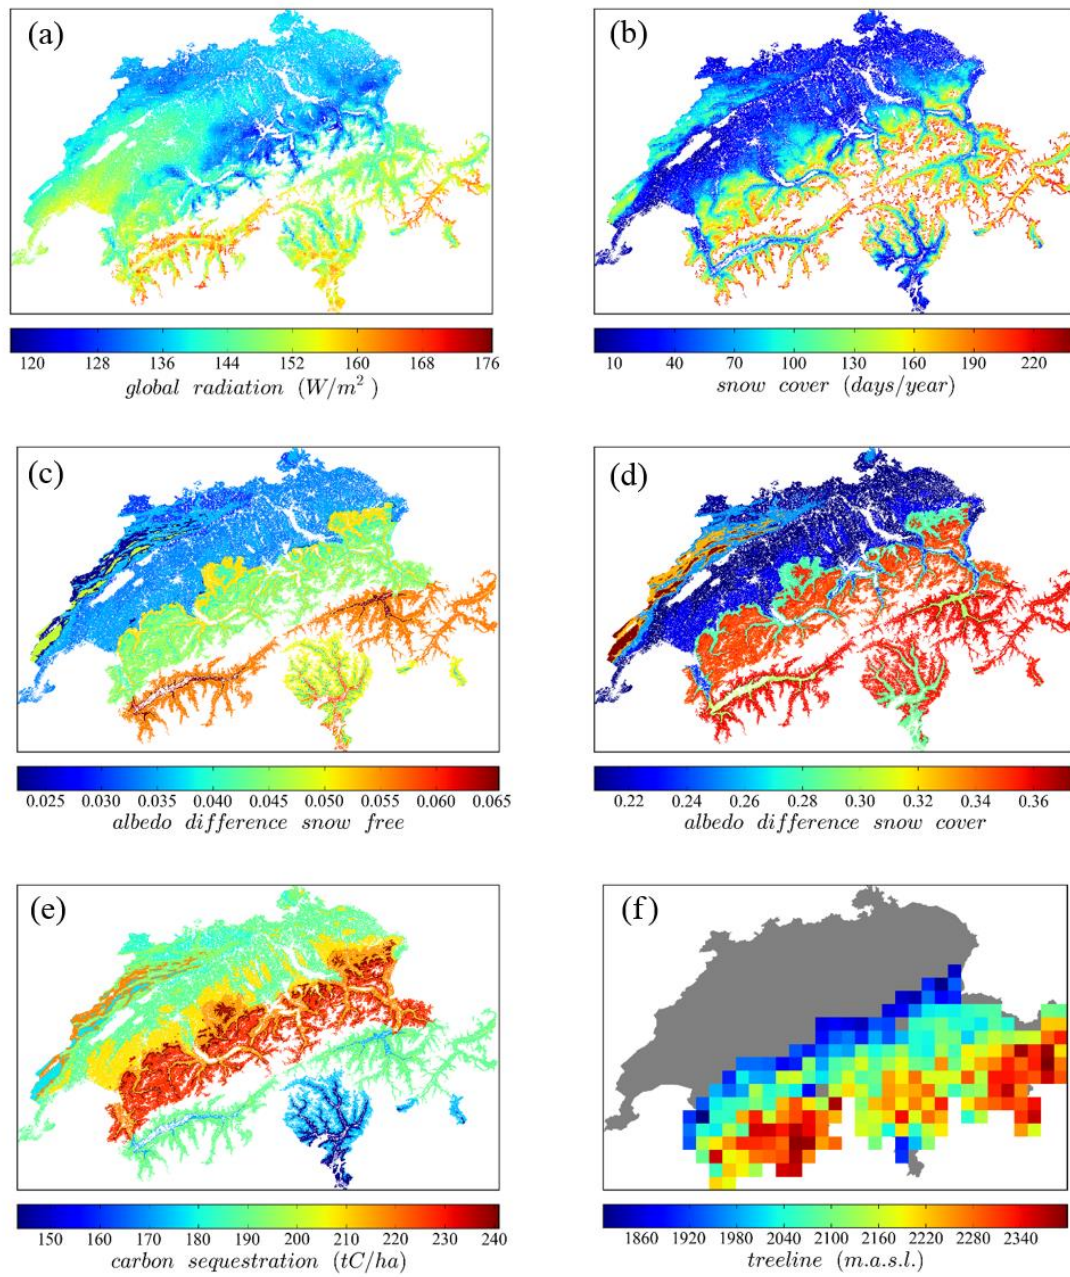 (a)
120 128 136 144 152 160 168 176
global radiation (W/m²)
(b)
10 40 70 100 130 160 190 220
snow cover (days/year)
(c)
0.025 0.030 0.035 0.040 0.045 0.050 0.055 0.060 0.065
albedo difference snow free
(d)
0.22 0.24 0.26 0.28 0.30 0.32 0.34 0.36
albedo difference snow cover
(e)
150 160 170 180 190 200 210 220 230 240
carbon sequestration (tC/ha)
(f)
1860 1920 1980 2040 2100 2160 2220 2280 2340
treeline (m.a.s.l.)